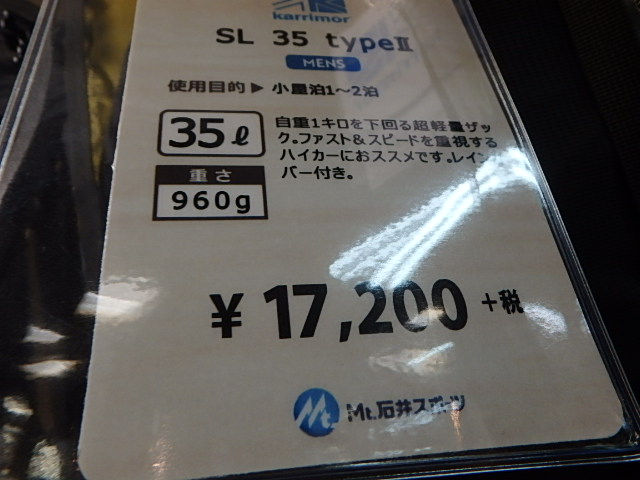 karrimor
SL 35 typeⅡ
MENS
使用目的▶小屋泊1～2泊
35ℓ
重さ
960g
自重1キロを下回る超軽量ザッ
ク。ファスト&スピードを重視する
ハイカーにおススメです。レイン
バー付き。
¥17,200+税
Mt.石井スポーツ